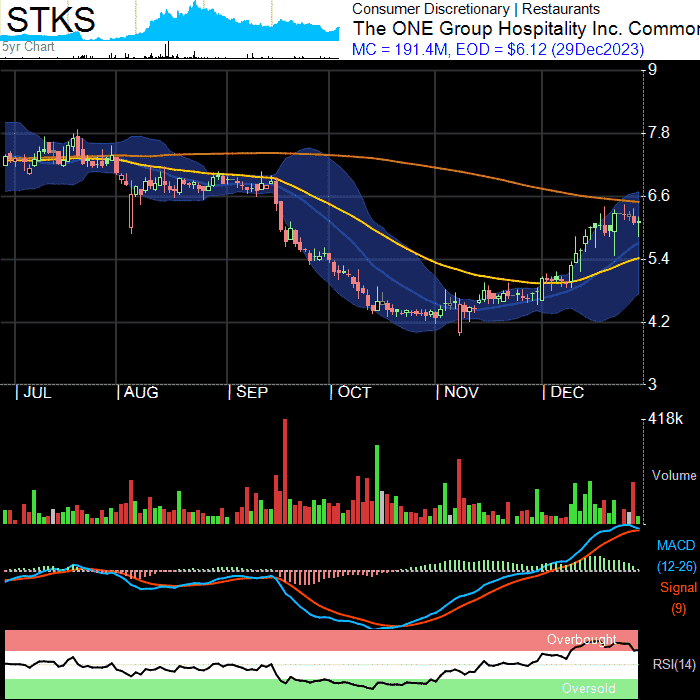 STKS
5yr Chart
Consumer Discretionary | Restaurants
The ONE Group Hospitality Inc. Common
MC = 191.4M, EOD = $6.12 (29Dec2023)
9
7.8
6.6
5.4
4.2
3
| JUL | AUG | SEP | OCT | NOV | DEC
418k
Volume
MACD
(12-26)
Signal
(9)
Overbought
RSI(14)
Oversold